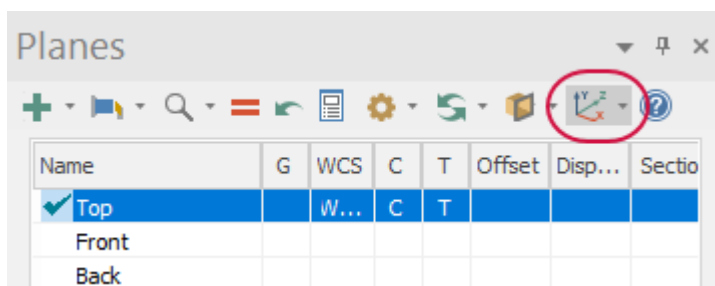 Planes
Y Z X
Name G WCS C T Offset Disp... Sectio
Top W... C T
Front
Back